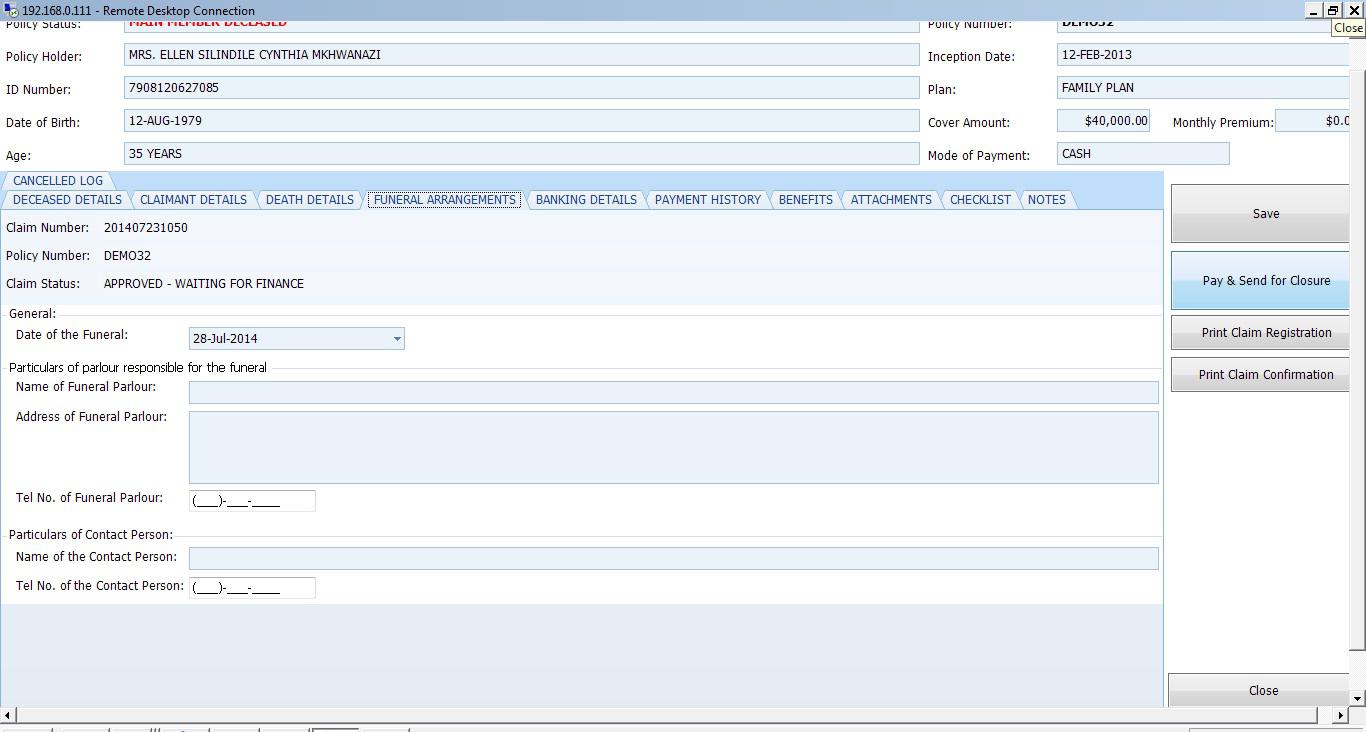 192.168.0.111 - Remote Desktop Connection
Close
Policy Status: MAIN MEMBER DECEASED Policy Number: DEMO32
Policy Holder: MRS. ELLEN SILINDILE CYNTHIA MKHWANAZI Inception Date: 12-FEB-2013
ID Number: 7908120627085 Plan: FAMILY PLAN
Date of Birth: 12-AUG-1979 Cover Amount: $40,000.00 Monthly Premium: $0.0
Age: 35 YEARS Mode of Payment: CASH
CANCELLED LOG
DECEASED DETAILS CLAIMANT DETAILS DEATH DETAILS FUNERAL ARRANGEMENTS BANKING DETAILS PAYMENT HISTORY BENEFITS ATTACHMENTS CHECKLIST NOTES
Claim Number: 201407231050
Policy Number: DEMO32
Claim Status: APPROVED - WAITING FOR FINANCE
General:
Date of the Funeral: 28-Jul-2014
Particulars of parlour responsible for the funeral
Name of Funeral Parlour:
Address of Funeral Parlour:
Tel No. of Funeral Parlour: (___)-___-____
Particulars of Contact Person:
Name of the Contact Person:
Tel No. of the Contact Person: (___)-___-____
Save
Pay & Send for Closure
Print Claim Registration
Print Claim Confirmation
Close